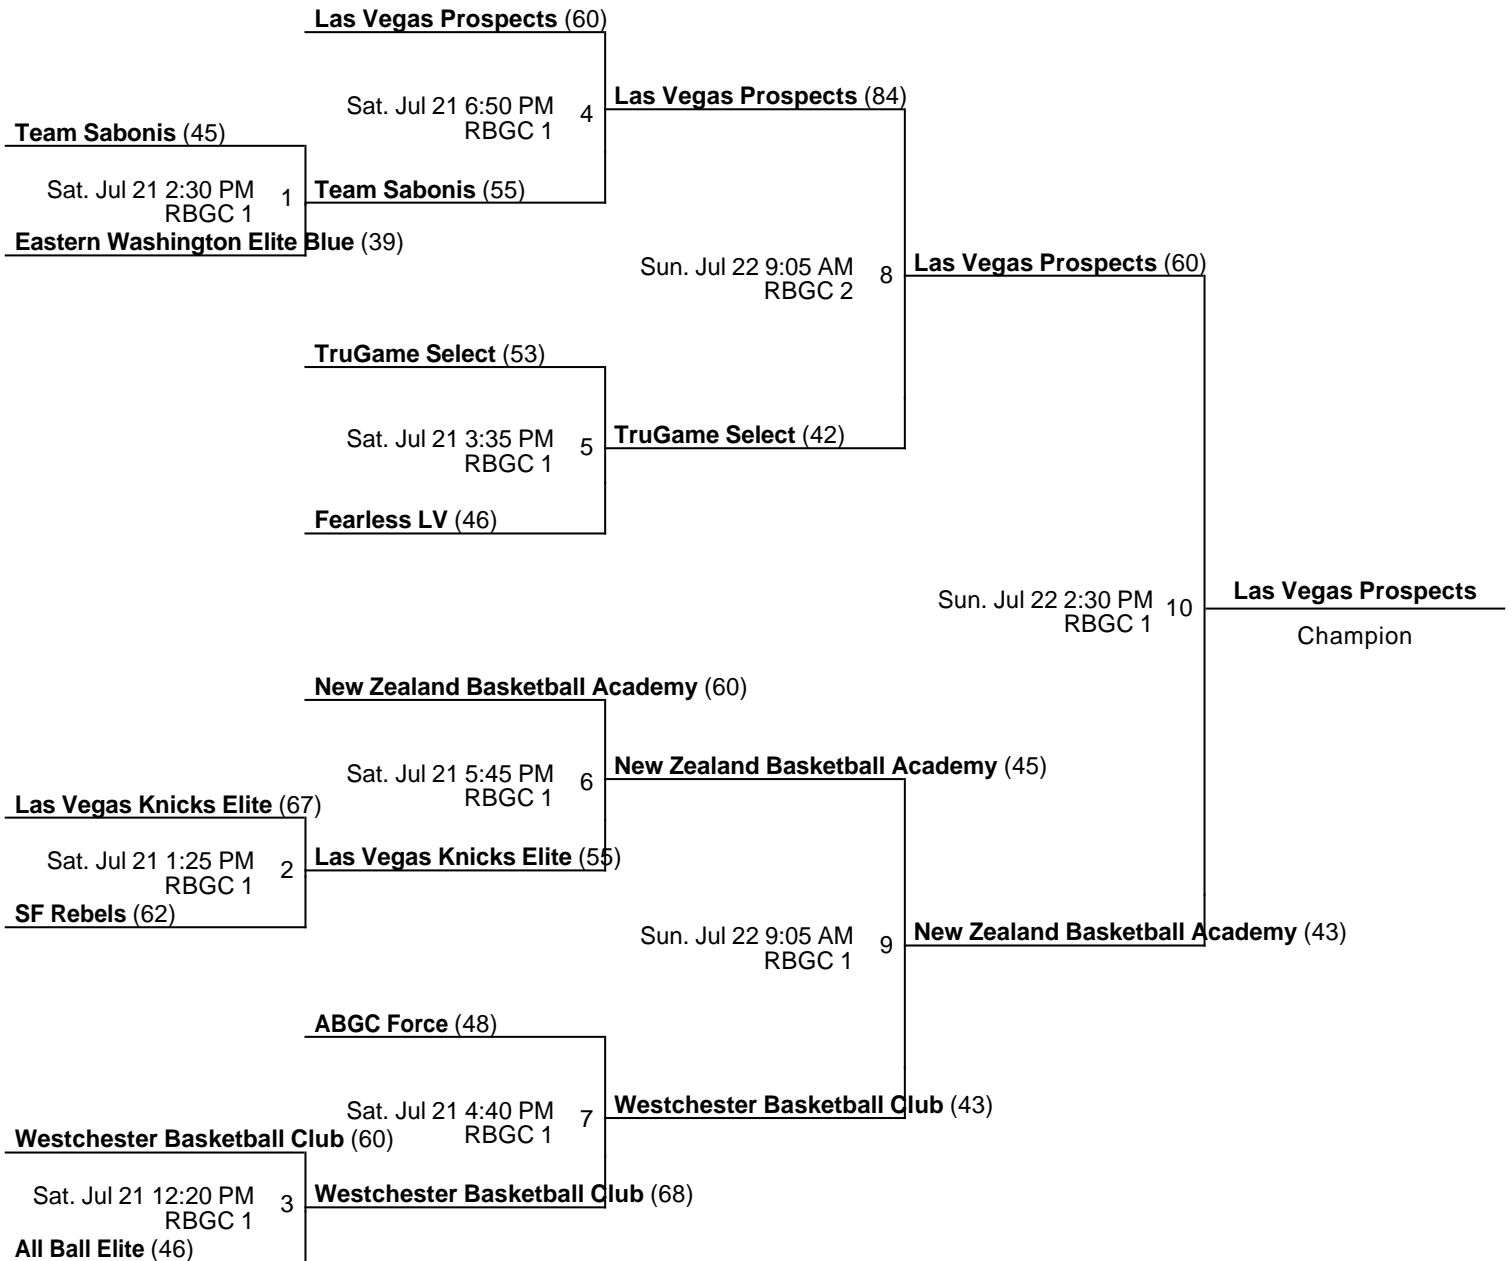 Las Vegas Prospects (60)
Sat. Jul 21 6:50 PM
RBGC 1
4
Las Vegas Prospects (84)
Team Sabonis (45)
Sat. Jul 21 2:30 PM
RBGC 1
1
Team Sabonis (55)
Eastern Washington Elite Blue (39)
Sun. Jul 22 9:05 AM
RBGC 2
8
Las Vegas Prospects (60)
TruGame Select (53)
Sat. Jul 21 3:35 PM
RBGC 1
5
TruGame Select (42)
Fearless LV (46)
Sun. Jul 22 2:30 PM
RBGC 1
10
Las Vegas Prospects
Champion
New Zealand Basketball Academy (60)
Sat. Jul 21 5:45 PM
RBGC 1
6
New Zealand Basketball Academy (45)
Las Vegas Knicks Elite (67)
Sat. Jul 21 1:25 PM
RBGC 1
2
Las Vegas Knicks Elite (55)
SF Rebels (62)
Sun. Jul 22 9:05 AM
RBGC 1
9
New Zealand Basketball Academy (43)
ABGC Force (48)
Sat. Jul 21 4:40 PM
RBGC 1
7
Westchester Basketball Club (43)
Westchester Basketball Club (60)
Sat. Jul 21 12:20 PM
RBGC 1
3
Westchester Basketball Club (68)
All Ball Elite (46)